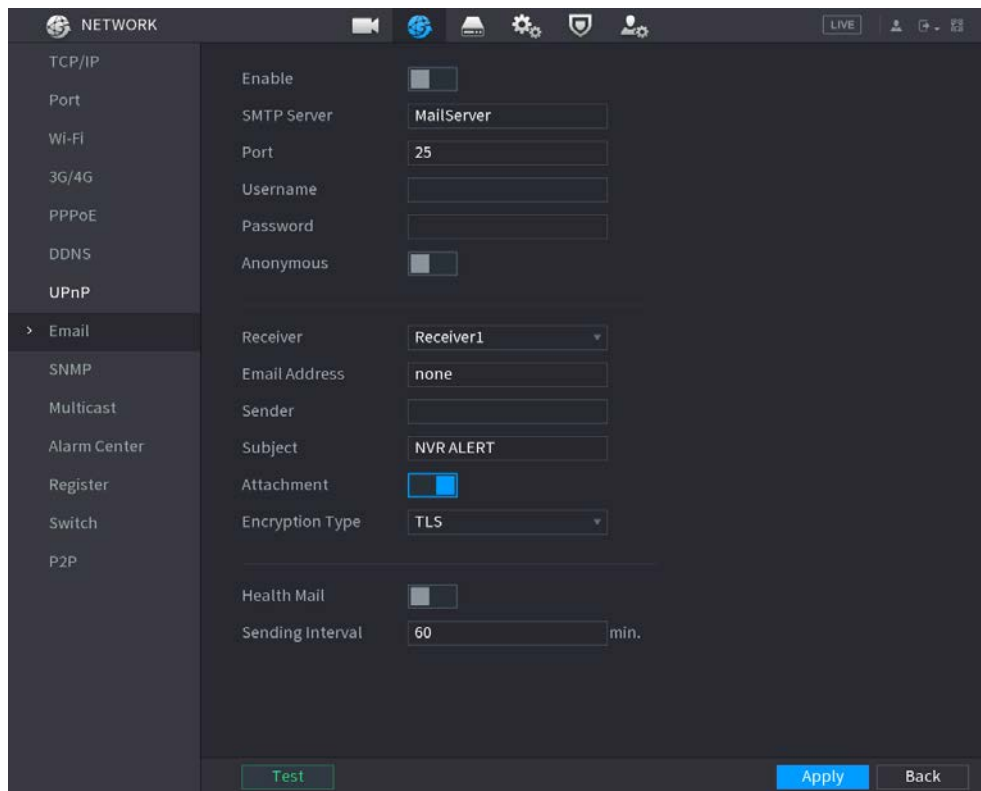 NETWORK
LIVE
TCP/IP
Port
Wi-Fi
3G/4G
PPPoE
DDNS
UPnP
Email
SNMP
Multicast
Alarm Center
Register
Switch
P2P
Enable
SMTP Server MailServer
Port 25
Username
Password
Anonymous
Receiver Receiver1
Email Address none
Sender
Subject NVR ALERT
Attachment
Encryption Type TLS
Health Mail
Sending Interval 60 min.
Test Apply Back